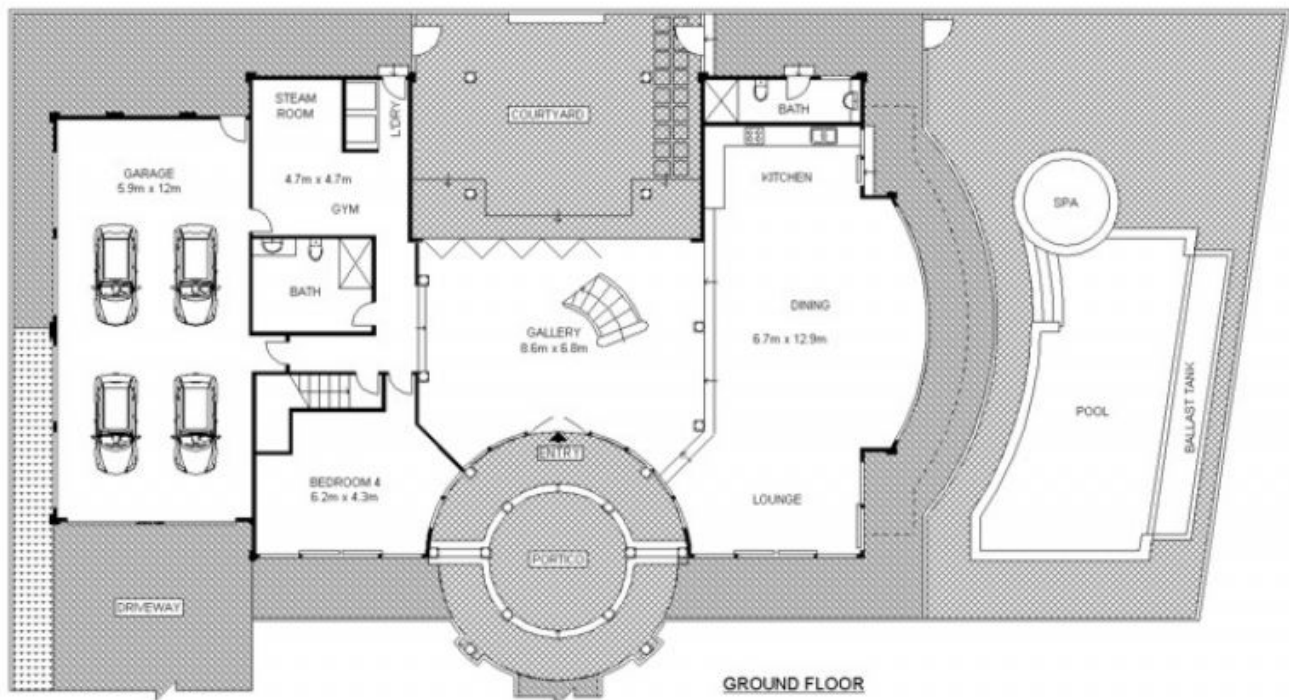 STEAM
ROOM
L'DRY
COURTYARD
BATH
GARAGE
5.9m x 12m
4.7m x 4.7m
GYM
KITCHEN
SPA
BATH
GALLERY
8.6m x 6.8m
DINING
6.7m x 12.9m
POOL
BALLAST TANK
ENTRY
BEDROOM 4
6.2m x 4.3m
LOUNGE
PORTICO
DRIVEWAY
GROUND FLOOR